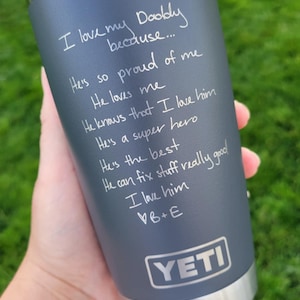 I love my Daddy
because...
He's so proud of me
He loves me
He knows that I love him
He's a super hero
He's the best
He can fix stuff really good
I love him
♥B+E
YETI